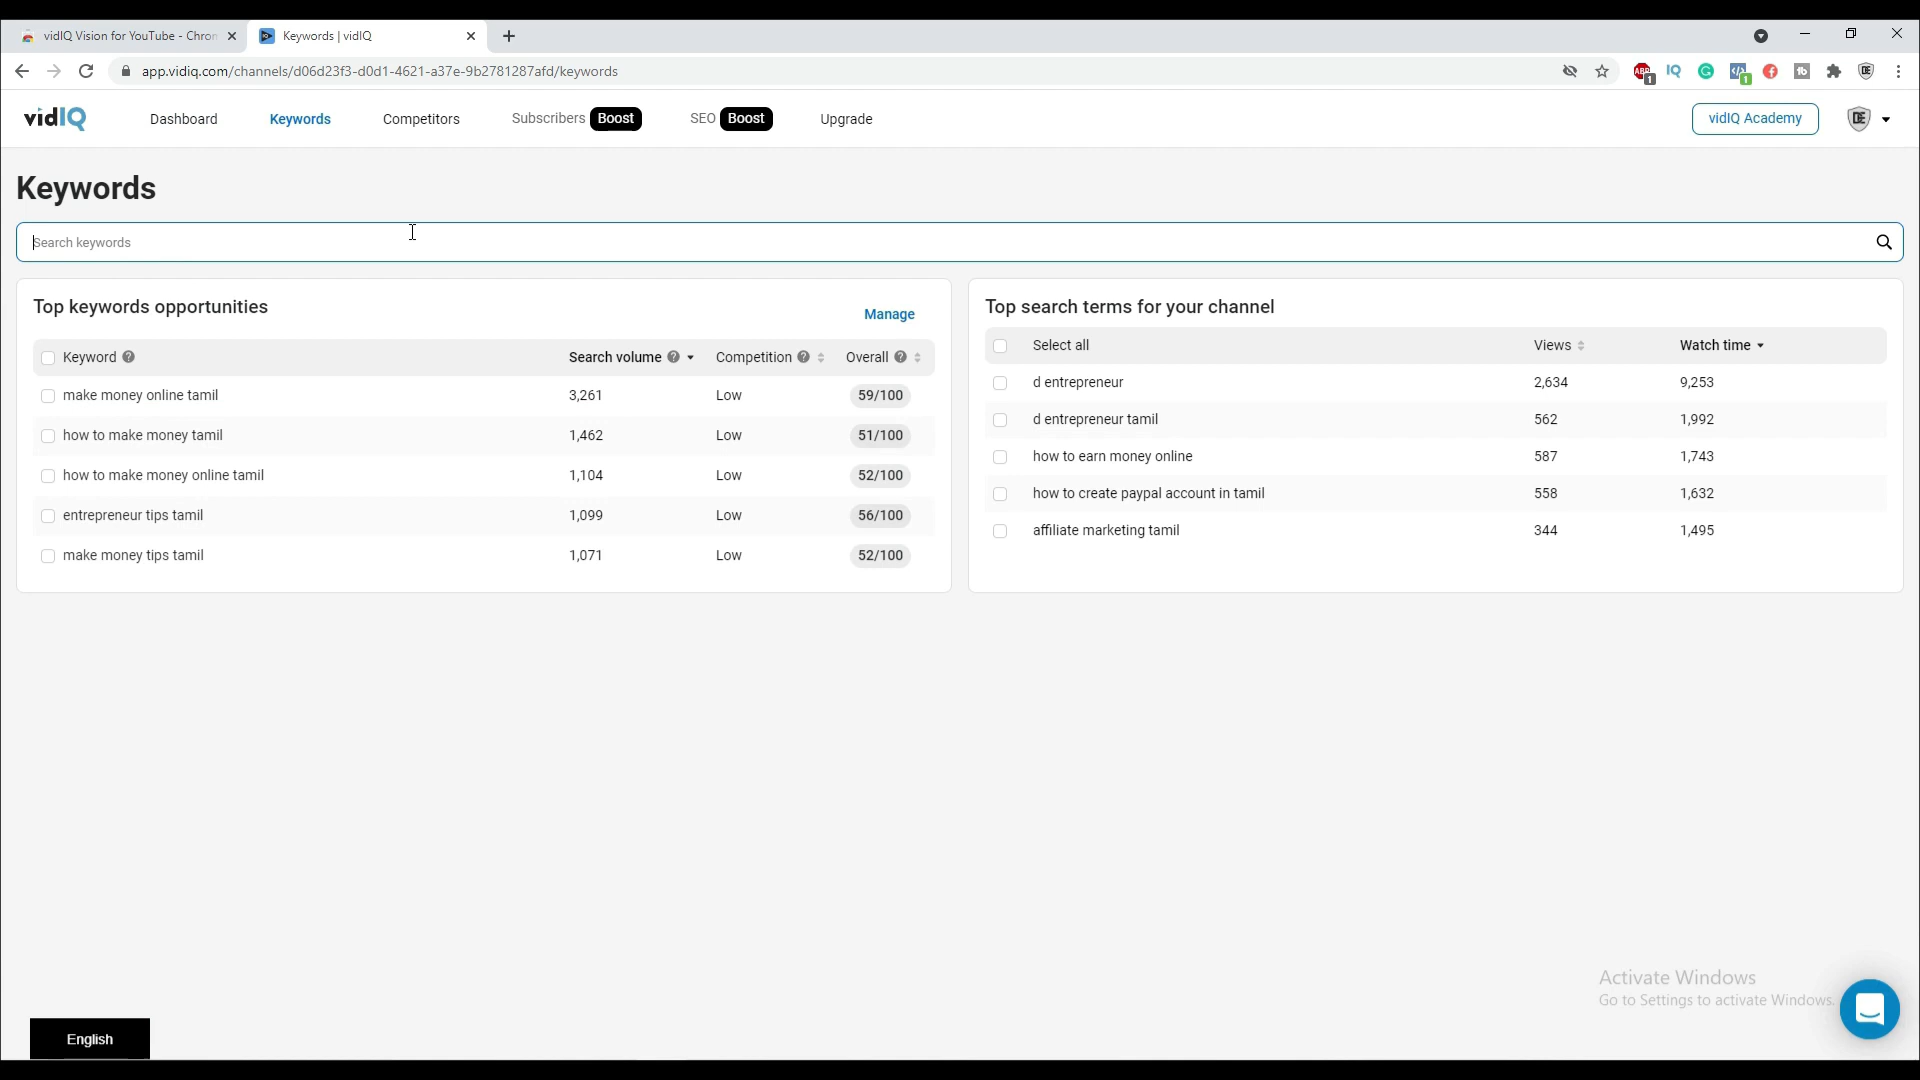 vidIQ Vision for YouTube - Chron
Keywords | vidIQ
app.vidiq.com/channels/d06d23f3-d0d1-4621-a37e-9b2781287afd/keywords
vidIQ
Dashboard
Keywords
Competitors
Subscribers Boost
SEO Boost
Upgrade
vidIQ Academy
DE
Keywords
Search keywords
Top keywords opportunities
Manage
Keyword Search volume Competition Overall
make money online tamil 3,261 Low 59/100
how to make money tamil 1,462 Low 51/100
how to make money online tamil 1,104 Low 52/100
entrepreneur tips tamil 1,099 Low 56/100
make money tips tamil 1,071 Low 52/100
Top search terms for your channel
Select all Views Watch time
d entrepreneur 2,634 9,253
d entrepreneur tamil 562 1,992
how to earn money online 587 1,743
how to create paypal account in tamil 558 1,632
affiliate marketing tamil 344 1,495
Activate Windows
Go to Settings to activate Windows.
English